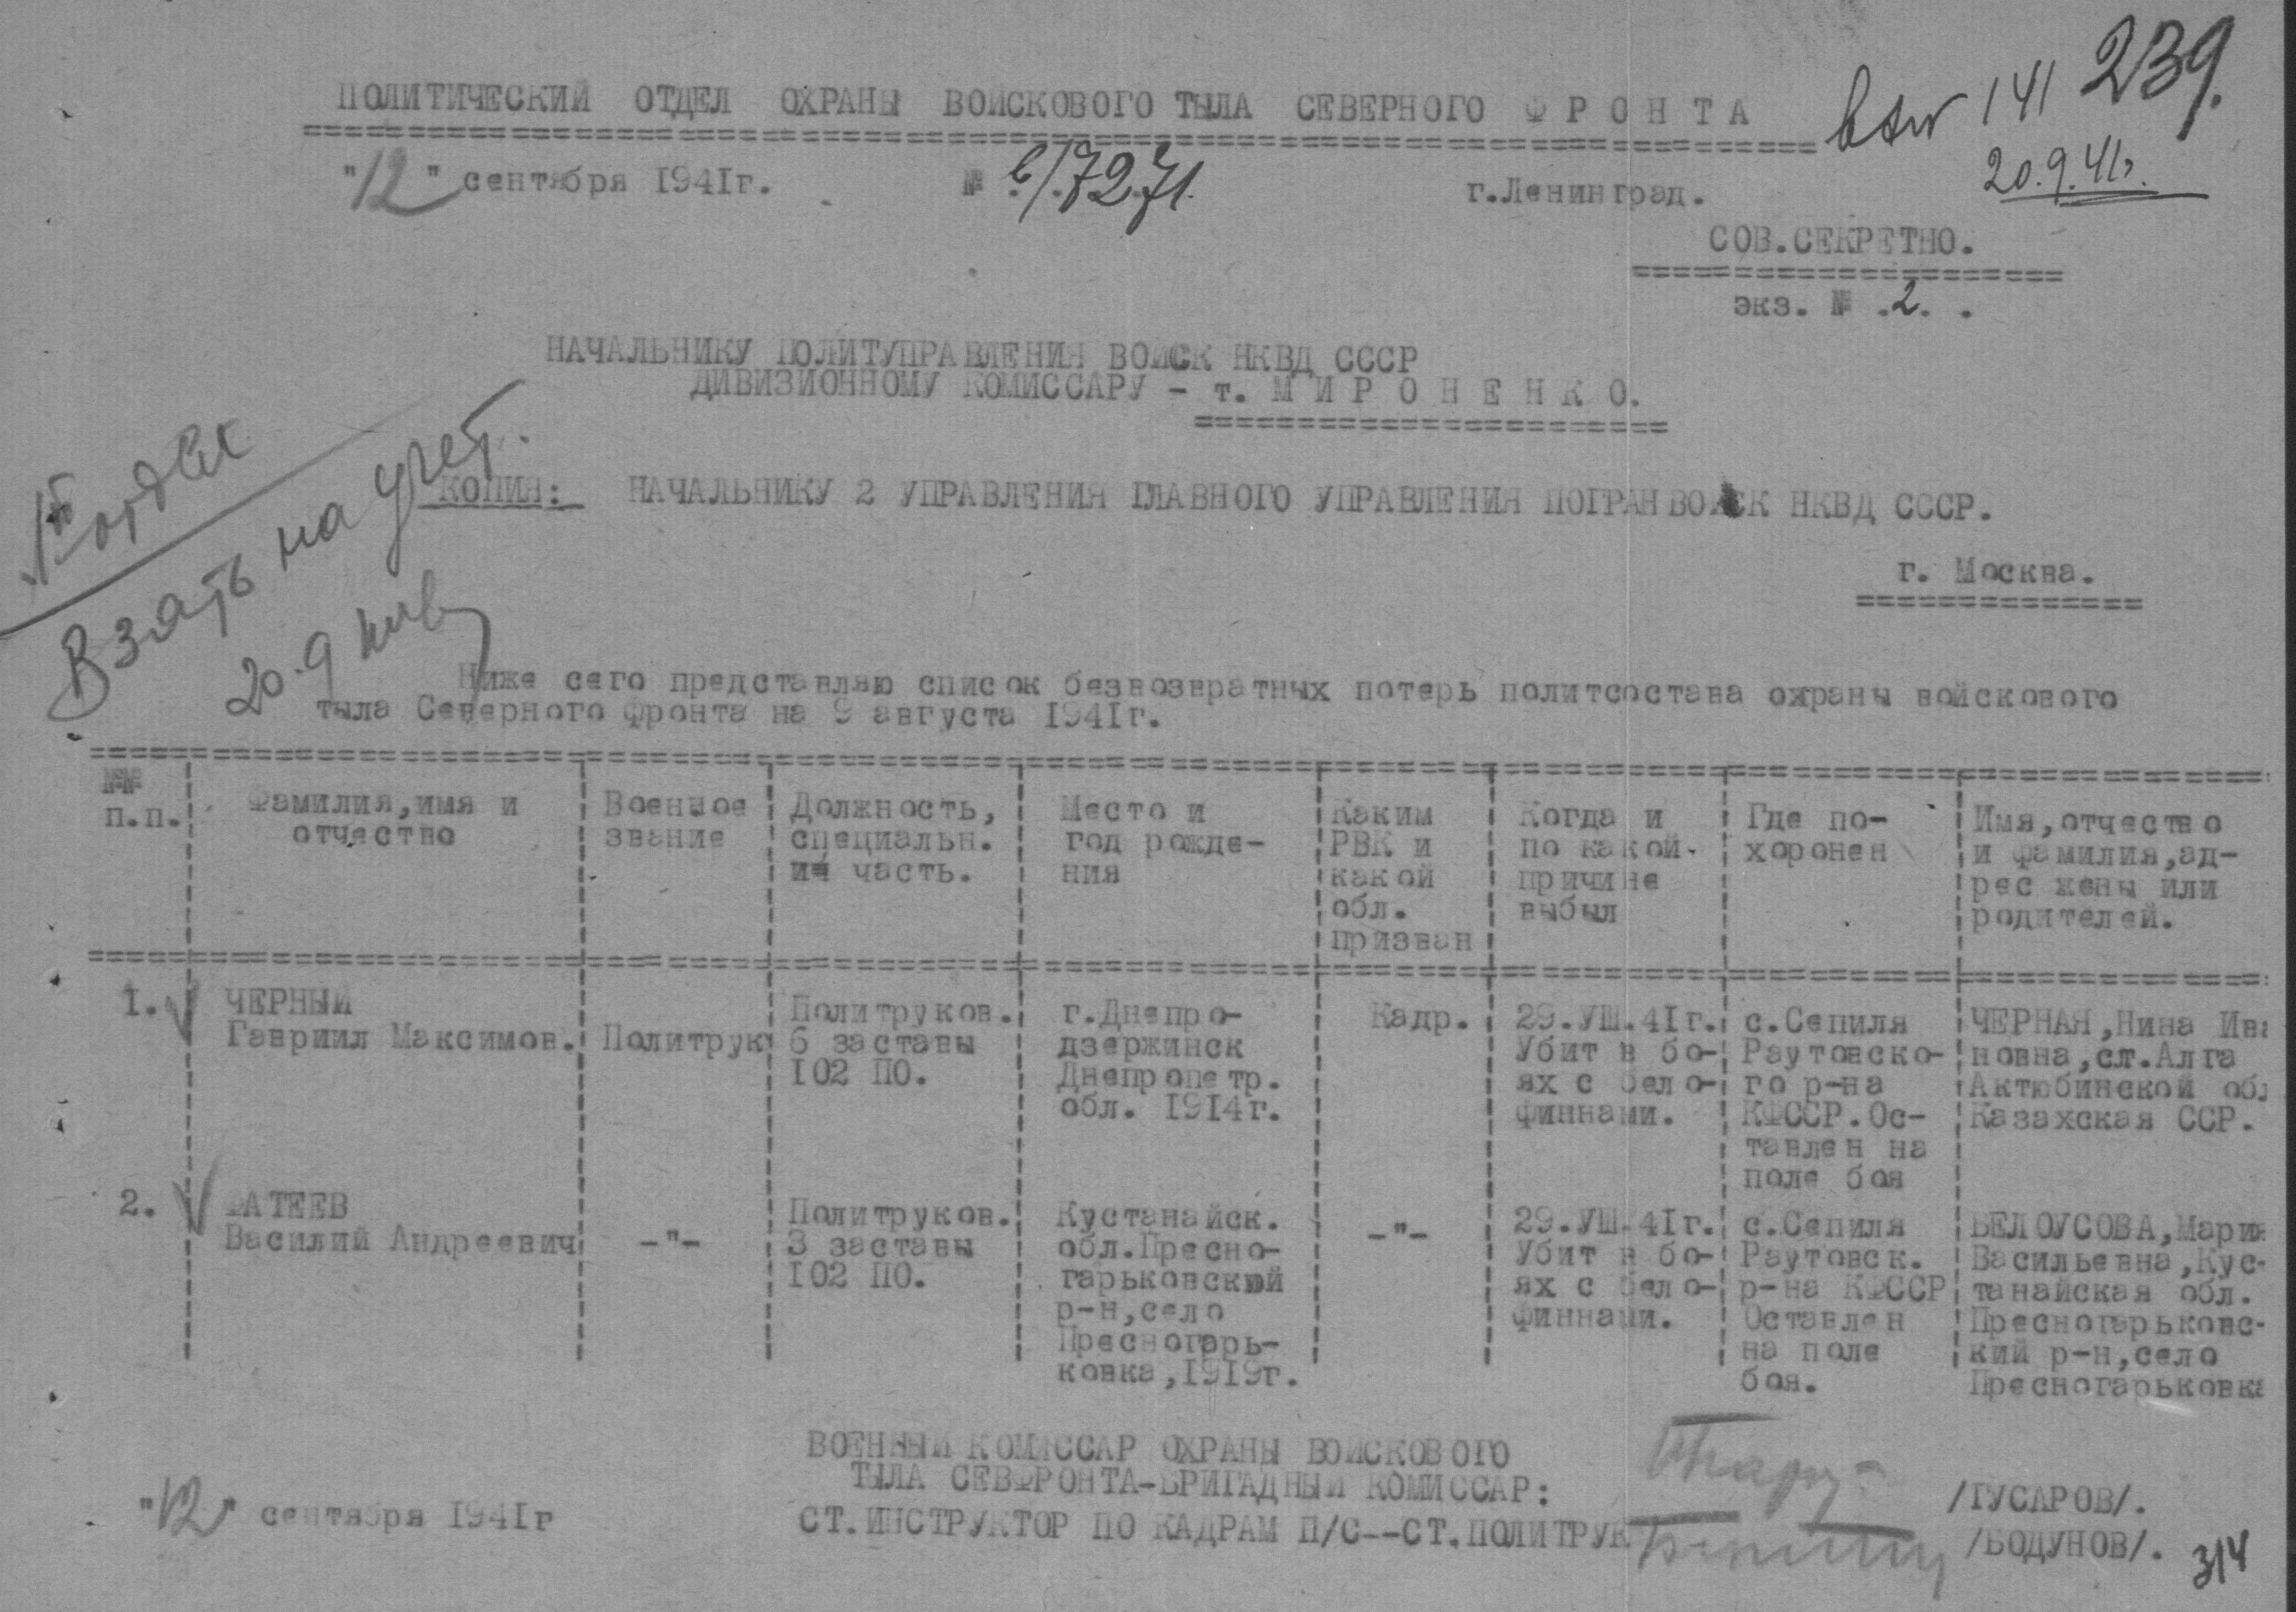 239.
вх 141
20.9.41г.
ПОЛИТИЧЕСКИЙ ОТДЕЛ ОХРАНЫ ВОЙСКОВОГО ТЫЛА СЕВЕРНОГО Ф Р О Н Т А
"12" сентября 1941г. № 6/7271. г.Ленинград.
СОВ.СЕКРЕТНО.
экз. № .2. .
НАЧАЛЬНИКУ ПОЛИТУПРАВЛЕНИЯ ВОЙСК НКВД СССР
ДИВИЗИОННОМУ КОМИССАРУ - т. М И Р О Н Е Н К О.
КОПИЯ: НАЧАЛЬНИКУ 2 УПРАВЛЕНИЯ ГЛАВНОГО УПРАВЛЕНИЯ ПОГРАНВОЙСК НКВД СССР.
г. Москва.
отдел
Взять на учет.
20.9
Ниже сего представляю список безвозвратных потерь политсостава охраны войскового
тыла Северного фронта на 9 августа 1941г.
№№
п.п.
Фамилия,имя и
отчество
Военное
звание
Должность,
специальн.
и часть.
Место и
год рожде-
ния
Каким
РВК и
какой
обл.
призван
Когда и
по какой
причине
выбыл
Где по-
хоронен
Имя,отчество
и фамилия,ад-
рес жены или
родителей.
1.
ЧЕРНЫЙ
Гавриил Максимов.
Политрук
Политруков.
6 заставы
102 ПО.
г.Днепро-
дзержинск
Днепропетр.
обл. 1914г.
Кадр.
29.УШ.41г.
Убит в бо-
ях с бело-
финнами.
с.Сепиля
Раутовско-
го р-на
КФССР.Ос-
тавлен на
поле боя
ЧЕРНАЯ,Нина Ива
новна,ст.Алга
Актюбинской обл
Казахская ССР.
2.
ФАТЕЕВ
Василий Андреевич
-"-
Политруков.
3 заставы
102 ПО.
Кустанайск.
обл.Пресно-
гарьковский
р-н,село
Пресногарь-
ковка,1919г.
-"-
29.УШ.41г.
Убит в бо-
ях с бело-
финнами.
с.Сепиля
Раутовск.
р-на КФССР
Оставлен
на поле
боя.
БЕЛОУСОВА,Мария
Васильевна,Кус-
танайская обл.
Пресногарьковс-
кий р-н,село
Пресногарьковка
ВОЕННЫЙ КОМИССАР ОХРАНЫ ВОЙСКОВОГО
ТЫЛА СЕВФРОНТА-БРИГАДНЫЙ КОМИССАР: /ГУСАРОВ/.
"12" сентября 1941г
СТ.ИНСТРУКТОР ПО КАДРАМ П/С--СТ.ПОЛИТРУК /БОДУНОВ/.
314